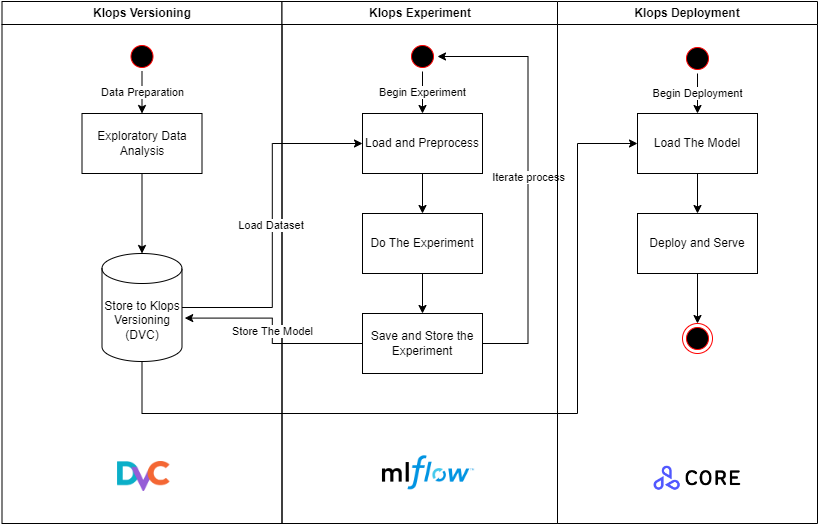 Klops Versioning
Klops Experiment
Klops Deployment
Data Preparation
Begin Experiment
Begin Deployment
Exploratory Data
Analysis
Load and Preprocess
Load The Model
Iterate process
Load Dataset
Do The Experiment
Deploy and Serve
Store to Klops
Versioning
(DVC)
Store The Model
Save and Store the
Experiment
DVC
mlflow™
CORE